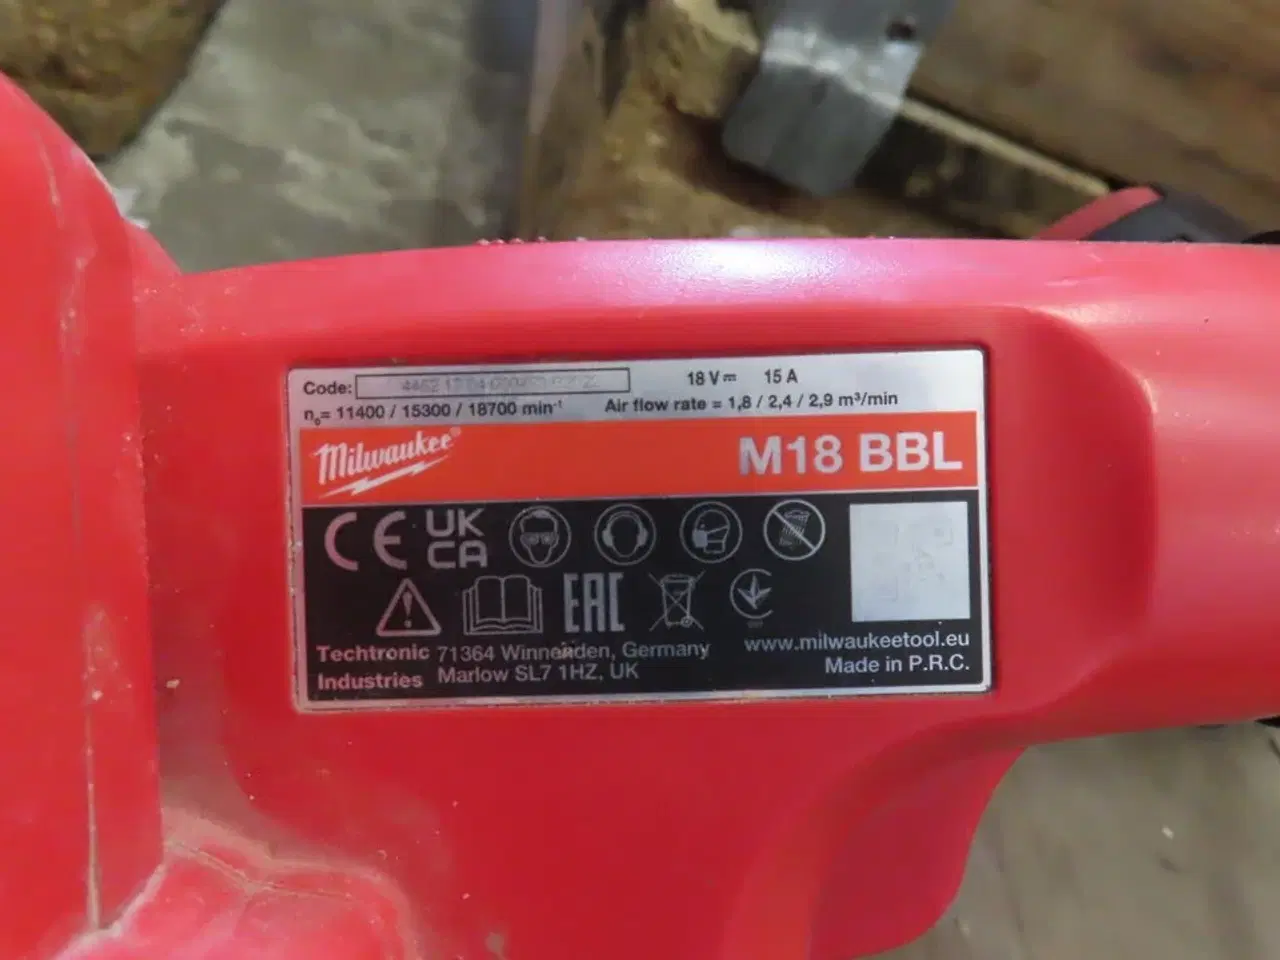 Code:
18 V 15 A
n₀= 11400 / 15300 / 18700 min⁻¹ Air flow rate = 1,8 / 2,4 / 2,9 m³/min
Milwaukee®
M18 BBL
CE UK CA
EAC
Techtronic Industries
71364 Winnenden, Germany
Marlow SL7 1HZ, UK
www.milwaukeetool.eu
Made in P.R.C.